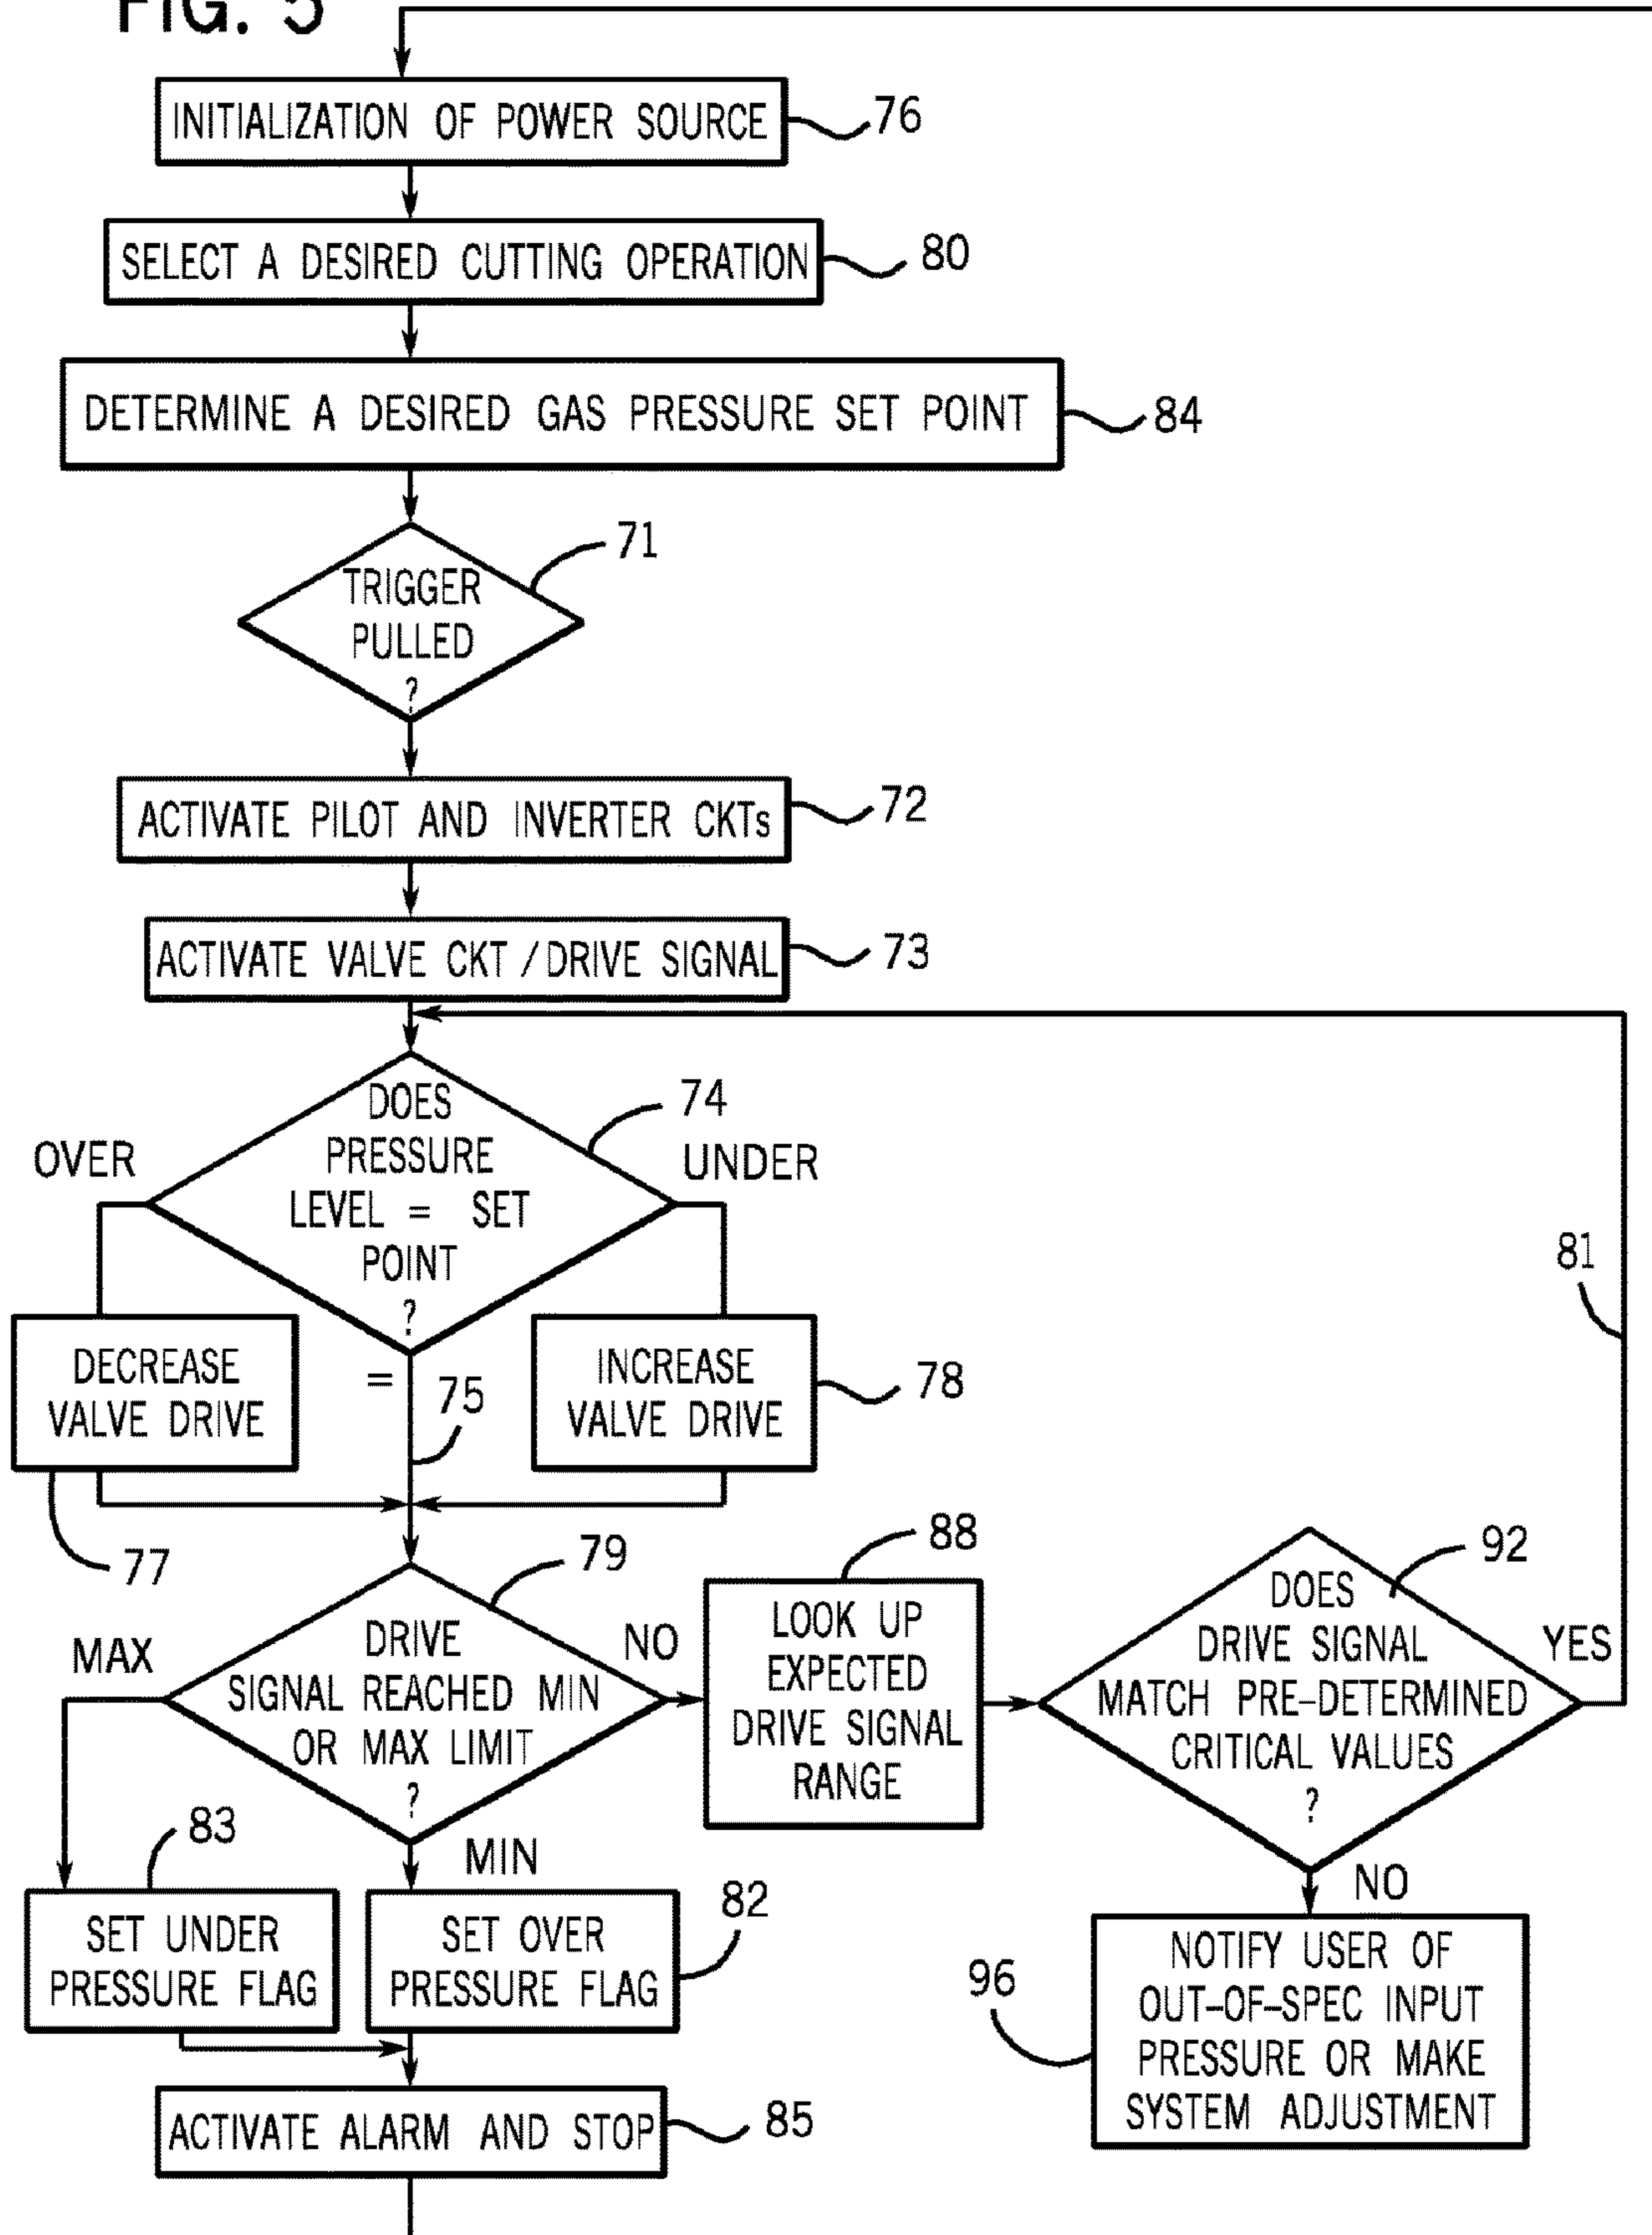 FIG. 5
INITIALIZATION OF POWER SOURCE
76
SELECT A DESIRED CUTTING OPERATION
80
DETERMINE A DESIRED GAS PRESSURE SET POINT
84
71
TRIGGER
PULLED
?
ACTIVATE PILOT AND INVERTER CKTs
72
ACTIVATE VALVE CKT / DRIVE SIGNAL
73
74
DOES
PRESSURE
LEVEL = SET
POINT
?
OVER
UNDER
81
DECREASE
VALVE DRIVE
77
=
75
INCREASE
VALVE DRIVE
78
79
DRIVE
SIGNAL REACHED MIN
OR MAX LIMIT
?
MAX
NO
MIN
88
LOOK UP
EXPECTED
DRIVE SIGNAL
RANGE
92
DOES
DRIVE SIGNAL
MATCH PRE-DETERMINED
CRITICAL VALUES
?
YES
NO
83
SET UNDER
PRESSURE FLAG
SET OVER
PRESSURE FLAG
82
96
NOTIFY USER OF
OUT-OF-SPEC INPUT
PRESSURE OR MAKE
SYSTEM ADJUSTMENT
ACTIVATE ALARM AND STOP
85